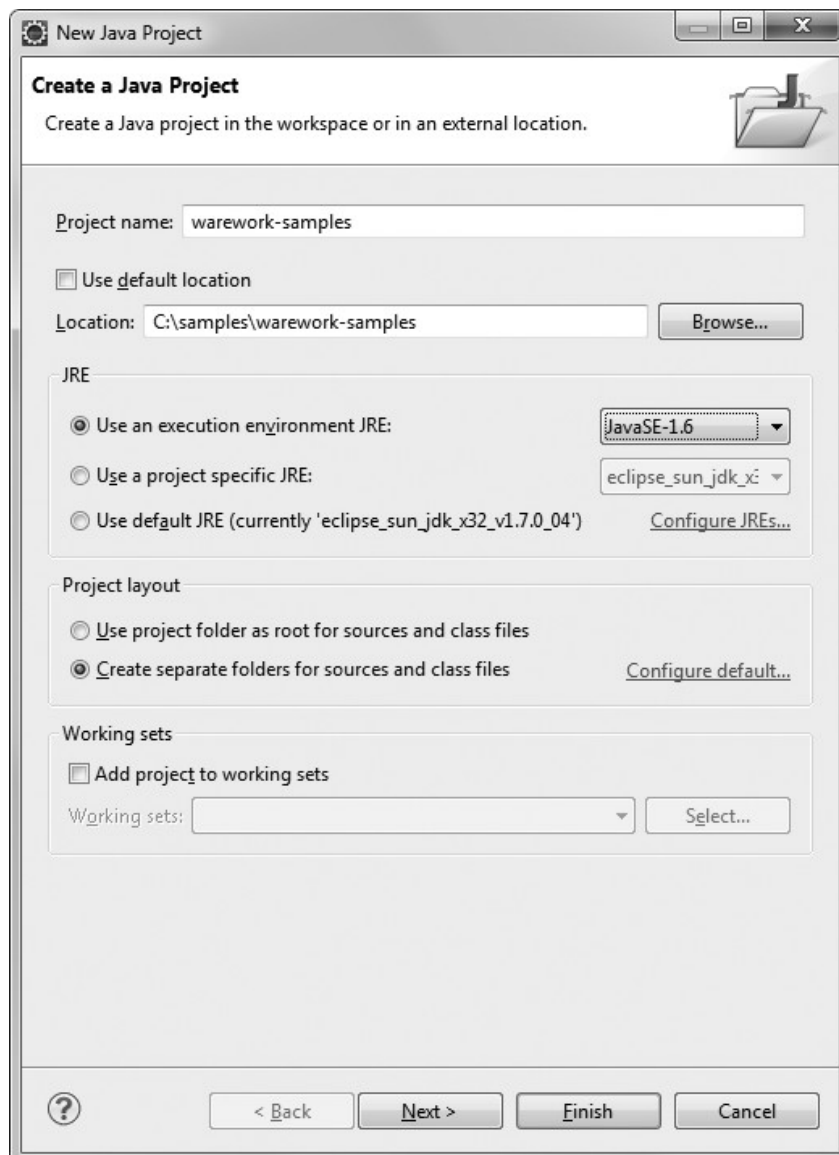 New Java Project
Create a Java Project
Create a Java project in the workspace or in an external location.
Project name: warework-samples
Use default location
Location: C:\samples\warework-samples Browse...
JRE
Use an execution environment JRE: JavaSE-1.6
Use a project specific JRE: eclipse_sun_jdk_x3
Use default JRE (currently 'eclipse_sun_jdk_x32_v1.7.0_04') Configure JREs...
Project layout
Use project folder as root for sources and class files
Create separate folders for sources and class files Configure default...
Working sets
Add project to working sets
Working sets: Select...
? < Back Next > Finish Cancel